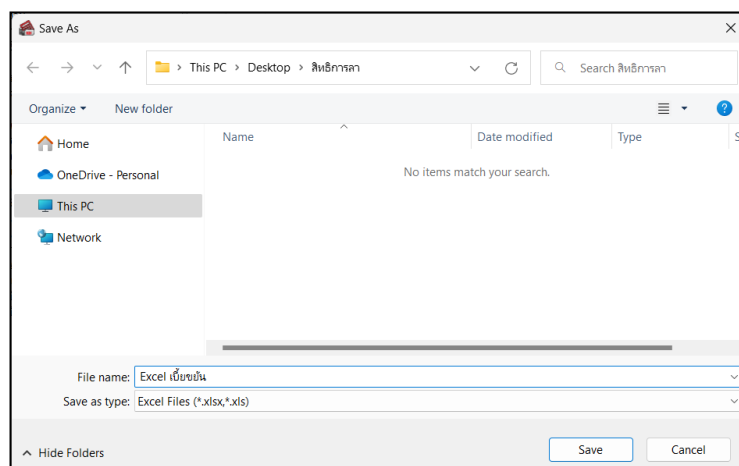 Save As
This PC > Desktop > สิทธิการลา
Search สิทธิการลา
Organize
New folder
Name
Date modified
Type
S
Home
No items match your search.
OneDrive - Personal
This PC
Network
File name: Excel เบี้ยขยัน
Save as type: Excel Files (*.xlsx,*.xls)
Hide Folders
Save
Cancel